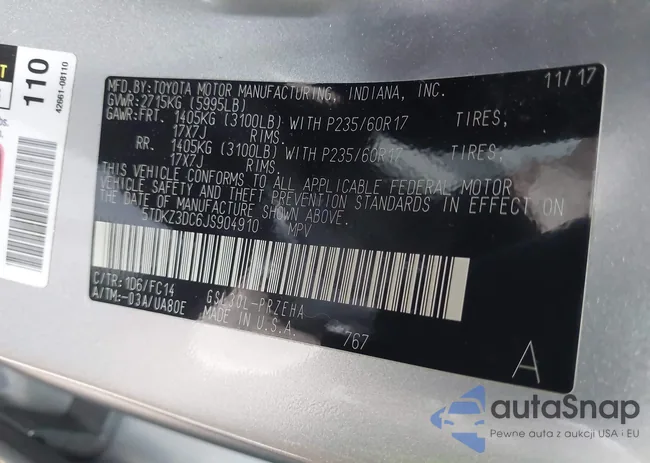 110
42661-08110
MFD.BY:TOYOTA MOTOR MANUFACTURING, INDIANA, INC. 11/17
GVWR:2715KG (5995LB)
GAWR:FRT. 1405KG (3100LB) WITH P235/60R17 TIRES,
17X7J RIMS.
RR. 1405KG (3100LB) WITH P235/60R17 TIRES,
17X7J RIMS.
THIS VEHICLE CONFORMS TO ALL APPLICABLE FEDERAL MOTOR
VEHICLE SAFETY AND THEFT PREVENTION STANDARDS IN EFFECT ON
THE DATE OF MANUFACTURE SHOWN ABOVE.
5TDKZ3DC6JS904910 MPV
C/TR:1D6/FC14 GSL30L-PRZEHA
A/TM:-03A/UA80E MADE IN U.S.A. 767
A
autaSnap
Pewne auta z aukcji USA i EU